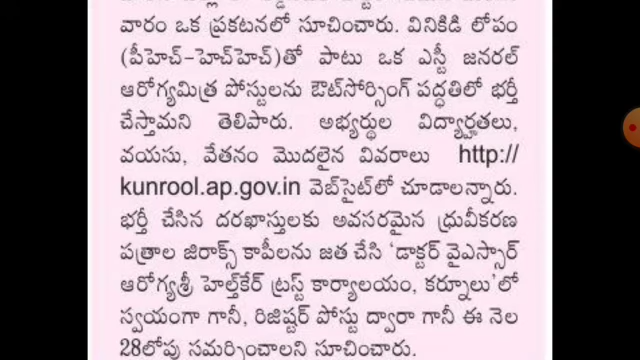 వారం ఒక ప్రకటనలో సూచించారు. వినికిడి లోపం
(పీహెచ్-హెచ్‌హెచ్)తో పాటు ఒక ఎస్టీ జనరల్
ఆరోగ్యమిత్ర పోస్టులను ఔట్‌సోర్సింగ్ పద్ధతిలో భర్తీ
చేస్తామని తెలిపారు. అభ్యర్థుల విద్యార్హతలు,
వయసు, వేతనం మొదలైన వివరాలు http://
kunrool.ap.gov.in వెబ్‌సైట్‌లో చూడాలన్నారు.
భర్తీ చేసిన దరఖాస్తులకు అవసరమైన ధ్రువీకరణ
పత్రాల జిరాక్స్ కాపీలను జత చేసి 'డాక్టర్ వైఎస్సార్
ఆరోగ్యశ్రీ హెల్త్‌కేర్ ట్రస్ట్ కార్యాలయం, కర్నూలు'లో
స్వయంగా గానీ, రిజిష్టర్ పోస్టు ద్వారా గానీ ఈ నెల
28లోపు సమర్పించాలని సూచించారు.